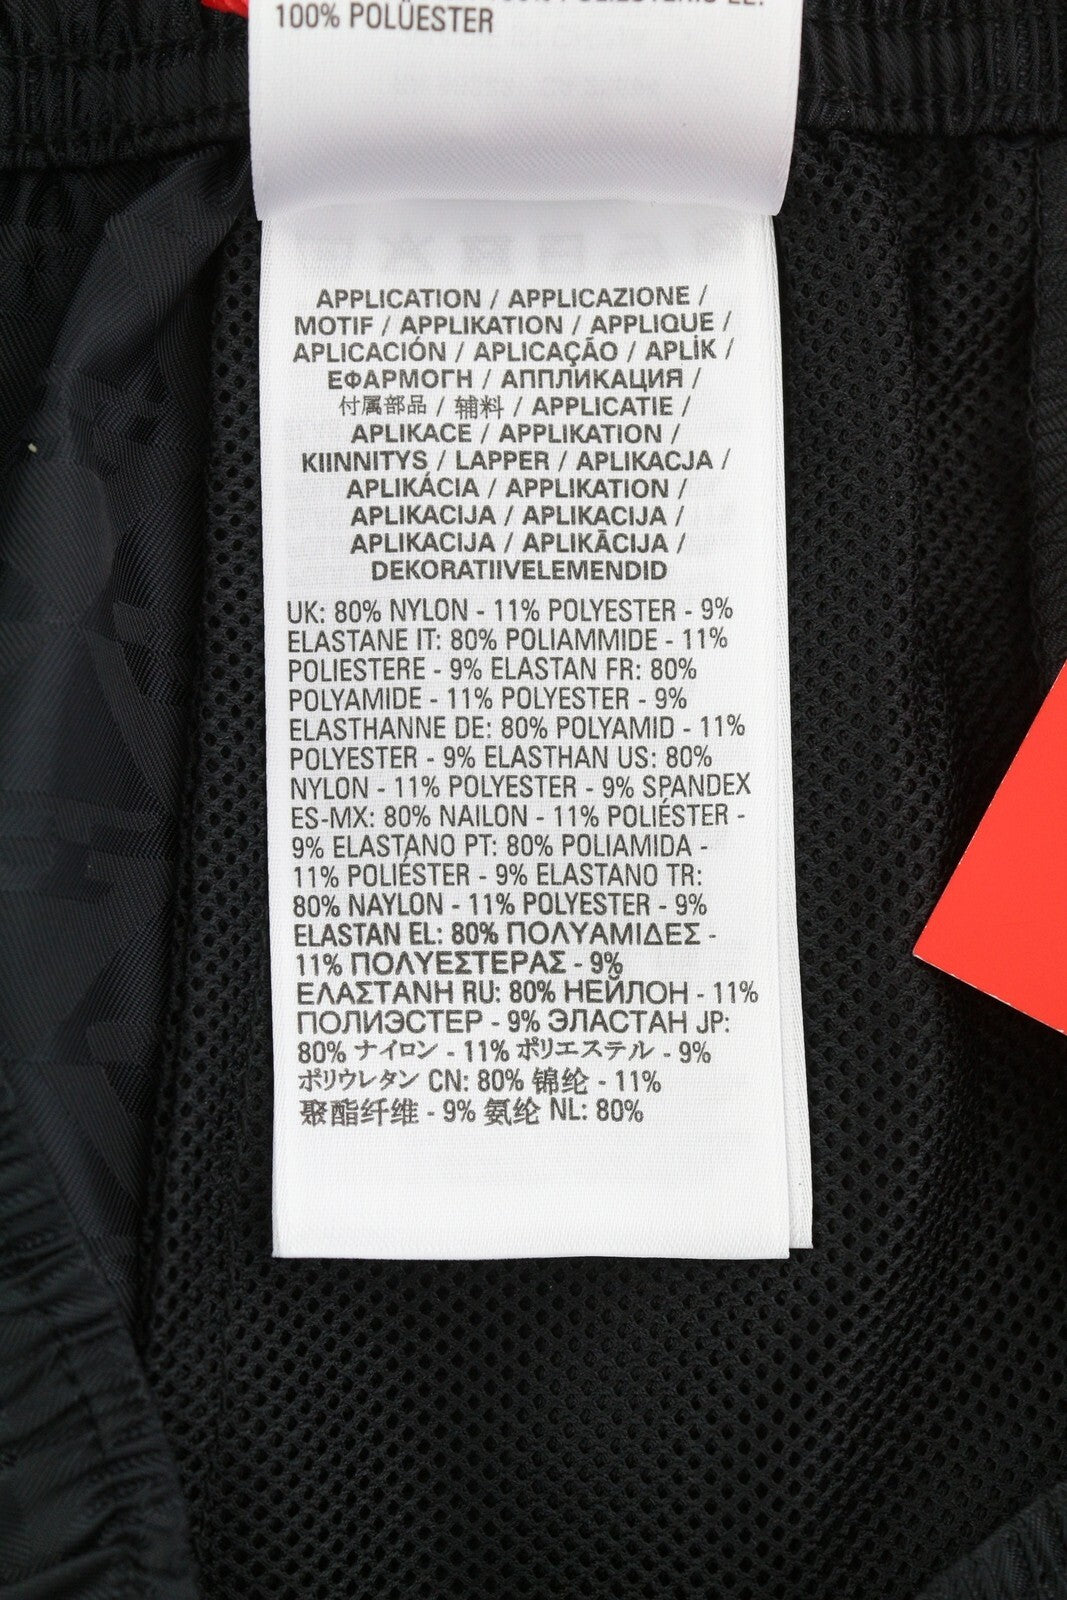 100% POLÜESTER
APPLICATION / APPLICAZIONE /
MOTIF / APPLIKATION / APPLIQUE /
APLICACIÓN / APLICAÇÃO / APLİK /
ΕΦΑΡΜΟΓΗ / АППЛИКАЦИЯ /
付属部品 / 辅料 / APPLICATIE /
APLIKACE / APPLIKATION /
KIINNITYS / LAPPER / APLIKACJA /
APLIKÁCIA / APPLIKATION /
APLIKACIJA / APLIKACIJA /
APLIKACIJA / APLIKĀCIJA /
DEKORATIIVELEMENDID
UK: 80% NYLON - 11% POLYESTER - 9%
ELASTANE IT: 80% POLIAMMIDE - 11%
POLIESTERE - 9% ELASTAN FR: 80%
POLYAMIDE - 11% POLYESTER - 9%
ELASTHANNE DE: 80% POLYAMID - 11%
POLYESTER - 9% ELASTHAN US: 80%
NYLON - 11% POLYESTER - 9% SPANDEX
ES-MX: 80% NAILON - 11% POLIÉSTER -
9% ELASTANO PT: 80% POLIAMIDA -
11% POLIÉSTER - 9% ELASTANO TR:
80% NAYLON - 11% POLYESTER - 9%
ELASTAN EL: 80% ΠΟΛΥΑΜΙΔΕΣ -
11% ΠΟΛΥΕΣΤΕΡΑΣ - 9%
ΕΛΑΣΤΑΝΗ RU: 80% НЕЙЛОН - 11%
ПОЛИЭСТЕР - 9% ЭЛАСТАН JP:
80% ナイロン - 11% ポリエステル - 9%
ポリウレタン CN: 80% 锦纶 - 11%
聚酯纤维 - 9% 氨纶 NL: 80%